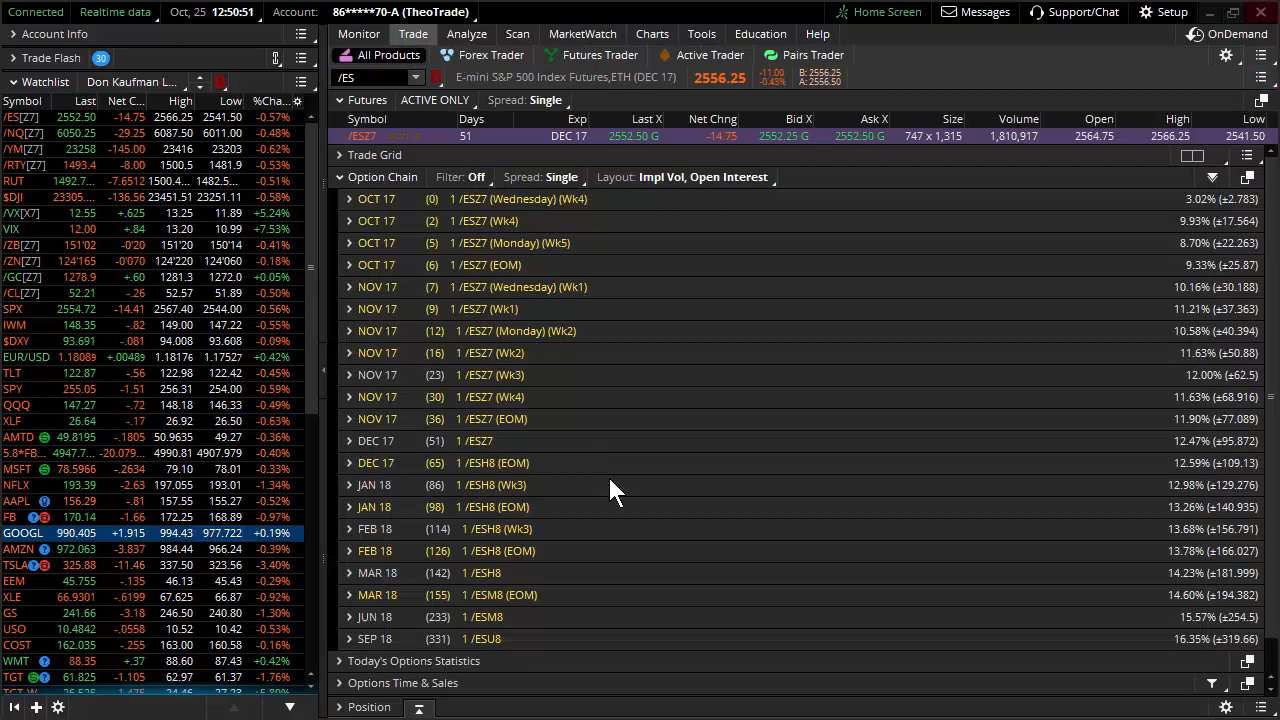 Connected Realtime data Oct, 25 12:50:51 Account: 86*****70-A (TheoTrade) Home Screen Messages Support/Chat Setup
Account Info
Monitor Trade Analyze Scan MarketWatch Charts Tools Education Help OnDemand
Trade Flash 30
All Products Forex Trader Futures Trader Active Trader Pairs Trader
Watchlist Don Kaufman L...
/ES E-mini S&P 500 Index Futures,ETH (DEC 17) 2556.25 -11.00 -0.43% B: 2556.25 A: 2556.50
Symbol Last Net C... High Low %Cha...
/ES[Z7] 2552.50 -14.75 2566.25 2541.50 -0.57%
/NQ[Z7] 6050.25 -29.25 6087.50 6011.00 -0.48%
/YM[Z7] 23258 -145.00 23416 23203 -0.62%
/RTY[Z7] 1493.4 -8.00 1500.5 1481.9 -0.53%
RUT 1492.7... -7.6512 1500.4... 1482.5... -0.51%
$DJI 23305.... -136.56 23451.51 23251.11 -0.58%
/VX[X7] 12.55 +.625 13.25 11.89 +5.24%
VIX 12.00 +.84 13.20 10.99 +7.53%
/ZB[Z7] 151'02 -0'20 151'20 150'14 -0.41%
/ZN[Z7] 124'165 -0'070 124'220 124'060 -0.18%
/GC[Z7] 1278.9 +.60 1281.3 1272.0 +0.05%
/CL[Z7] 52.21 -.26 52.57 51.89 -0.50%
SPX 2554.72 -14.41 2567.40 2544.00 -0.56%
IWM 148.35 -.82 149.00 147.22 -0.55%
$DXY 93.691 -.081 94.008 93.608 -0.09%
EUR/USD 1.18089 +.00489 1.18176 1.17527 +0.42%
TLT 122.87 -.56 122.98 122.42 -0.45%
SPY 255.05 -1.51 256.31 254.00 -0.59%
QQQ 147.27 -.72 148.18 146.33 -0.49%
XLF 26.64 -.17 26.92 26.50 -0.63%
AMTD 49.8195 -.1805 50.9635 49.27 -0.36%
5.8*FB... 4947.7... -20.079... 4990.81 4907.979 -0.40%
MSFT 78.5966 -.2634 79.10 78.01 -0.33%
NFLX 193.39 -2.63 197.055 193.01 -1.34%
AAPL 156.29 -.81 157.55 155.27 -0.52%
FB 170.14 -1.66 172.25 168.89 -0.97%
GOOGL 990.405 +1.915 994.43 977.722 +0.19%
AMZN 972.063 -3.837 984.44 966.24 -0.39%
TSLA 325.88 -11.46 337.50 323.56 -3.40%
EEM 45.755 -.135 46.13 45.43 -0.29%
XLE 66.9301 -.6199 67.625 66.87 -0.92%
GS 241.66 -3.18 246.50 240.80 -1.30%
USO 10.4842 -.0558 10.52 10.42 -0.53%
COST 162.035 -.255 163.00 160.58 -0.16%
WMT 88.35 +.37 88.60 87.43 +0.42%
TGT 61.825 -1.105 62.97 61.37 -1.76%
Futures ACTIVE ONLY Spread: Single
Symbol Days Exp Last X Net Chng Bid X Ask X Size Volume Open High Low
/ESZ7 51 DEC 17 2552.50 G -14.75 2552.25 G 2552.50 G 747 x 1,315 1,810,917 2564.75 2566.25 2541.50
Trade Grid
Option Chain Filter: Off Spread: Single Layout: Impl Vol, Open Interest
OCT 17 (0) 1 /ESZ7 (Wednesday) (Wk4) 3.02% (±2.783)
OCT 17 (2) 1 /ESZ7 (Wk4) 9.93% (±17.564)
OCT 17 (5) 1 /ESZ7 (Monday) (Wk5) 8.70% (±22.263)
OCT 17 (6) 1 /ESZ7 (EOM) 9.33% (±25.87)
NOV 17 (7) 1 /ESZ7 (Wednesday) (Wk1) 10.16% (±30.188)
NOV 17 (9) 1 /ESZ7 (Wk1) 11.21% (±37.363)
NOV 17 (12) 1 /ESZ7 (Monday) (Wk2) 10.58% (±40.394)
NOV 17 (16) 1 /ESZ7 (Wk2) 11.63% (±50.88)
NOV 17 (23) 1 /ESZ7 (Wk3) 12.00% (±62.5)
NOV 17 (30) 1 /ESZ7 (Wk4) 11.63% (±68.916)
NOV 17 (36) 1 /ESZ7 (EOM) 11.90% (±77.089)
DEC 17 (51) 1 /ESZ7 12.47% (±95.872)
DEC 17 (65) 1 /ESH8 (EOM) 12.59% (±109.13)
JAN 18 (86) 1 /ESH8 (Wk3) 12.98% (±129.276)
JAN 18 (98) 1 /ESH8 (EOM) 13.26% (±140.935)
FEB 18 (114) 1 /ESH8 (Wk3) 13.68% (±156.791)
FEB 18 (126) 1 /ESH8 (EOM) 13.78% (±166.027)
MAR 18 (142) 1 /ESH8 14.23% (±181.999)
MAR 18 (155) 1 /ESM8 (EOM) 14.60% (±194.382)
JUN 18 (233) 1 /ESM8 15.57% (±254.5)
SEP 18 (331) 1 /ESU8 16.35% (±319.66)
Today's Options Statistics
Options Time & Sales
Position